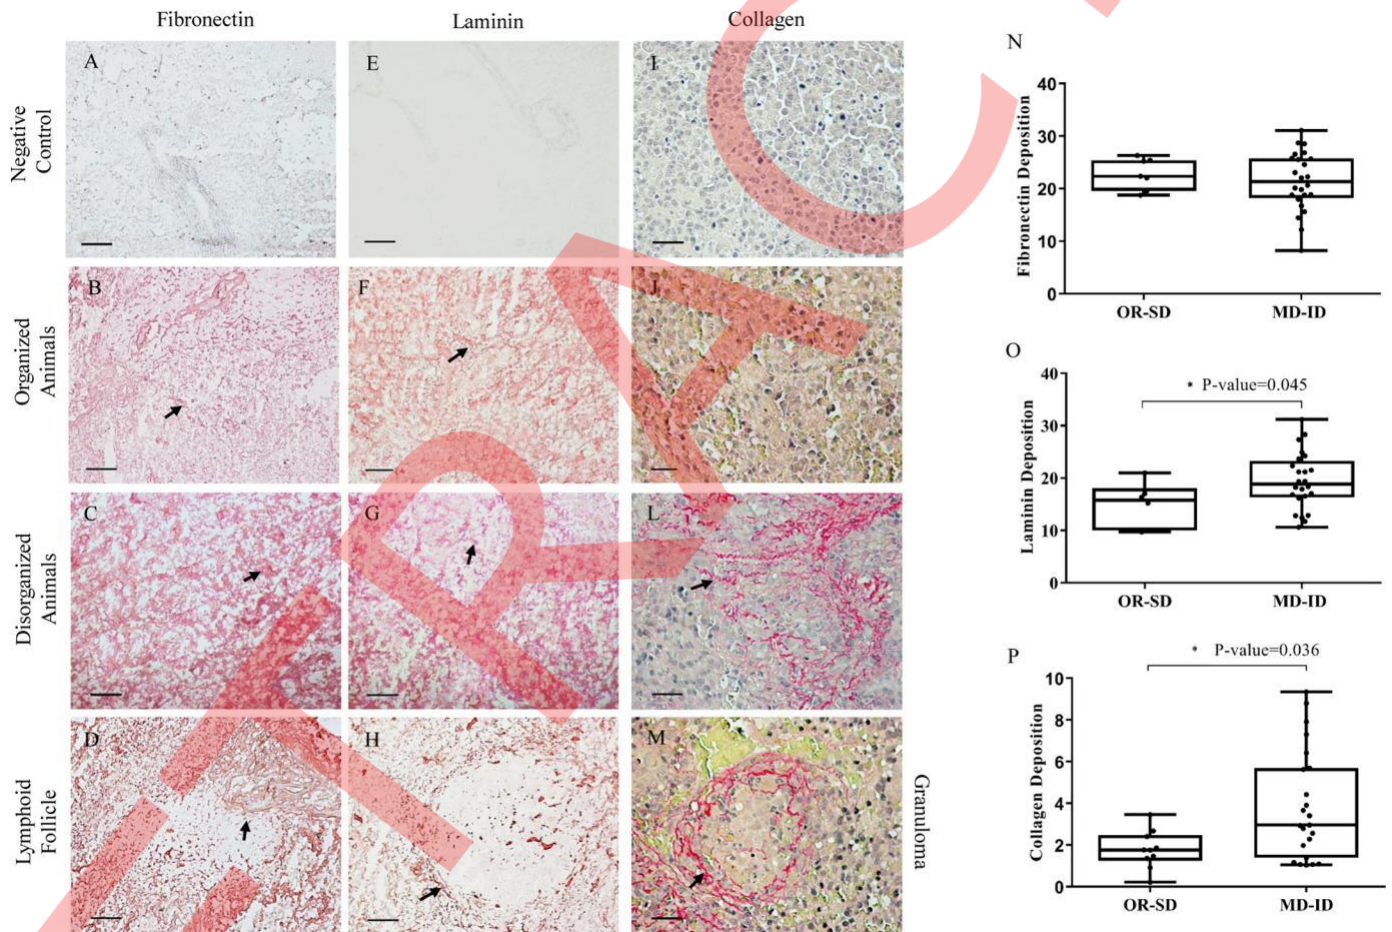 Fibronectin
Laminin
Collagen
Negative
Control
A
E
I
Organized
Animals
B
F
J
Disorganized
Animals
C
G
L
Lymphoid
Follicle
D
H
M
Granuloma
N
Fibronectin Deposition
40
30
20
10
0
OR-SD
MD-ID
O
* P-value=0.045
Laminin Deposition
40
30
20
10
0
OR-SD
MD-ID
P
* P-value=0.036
Collagen Deposition
10
8
6
4
2
0
OR-SD
MD-ID